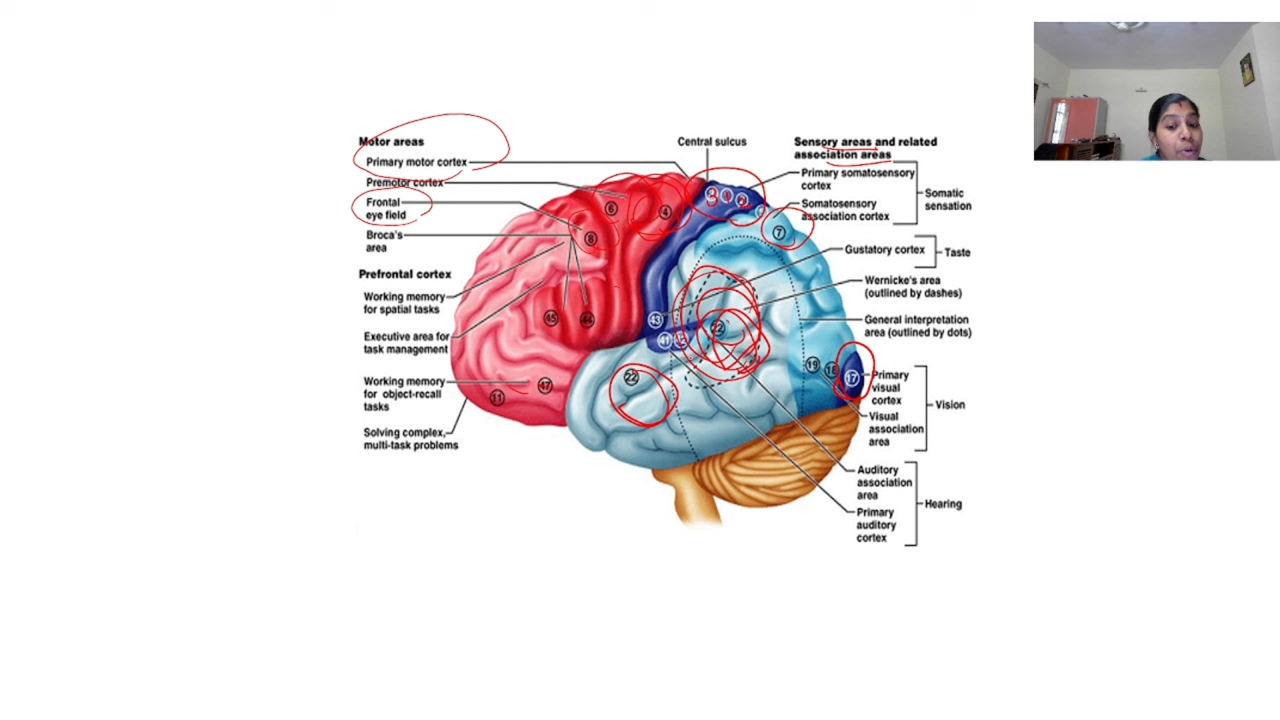 Motor areas
Primary motor cortex
Premotor cortex
Frontal
eye field
Broca's
area
Prefrontal cortex
Working memory
for spatial tasks
Executive area for
task management
Working memory
for object-recall
tasks
Solving complex,
multi-task problems
Central sulcus
Sensory areas and related
association areas
Primary somatosensory
cortex
Somatosensory
association cortex
Somatic
sensation
Gustatory cortex
Taste
Wernicke's area
(outlined by dashes)
General interpretation
area (outlined by dots)
Primary
visual
cortex
Visual
association
area
Vision
Auditory
association
area
Primary
auditory
cortex
Hearing
6
4
8
3
1
2
7
45
44
43
41
22
47
11
22
19
18
17